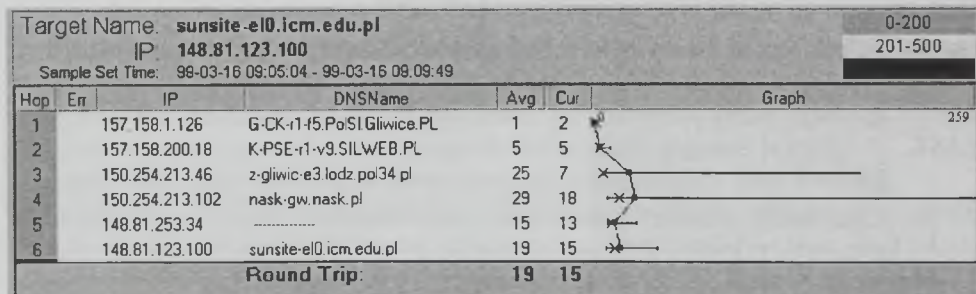 Target Name: sunsite-el0.icm.edu.pl
IP: 148.81.123.100
Sample Set Time: 99-03-16 09:05:04 - 99-03-16 09:09:49
0-200
201-500
Hop Err IP DNSName Avg Cur Graph
0 259
1 157.158.1.126 G-CK-r1-f5.PolSl.Gliwice.PL 1 2
2 157.158.200.18 K-PSE-r1-v9.SILWEB.PL 5 5
3 150.254.213.46 z-gliwic-e3.lodz.pol34.pl 25 7
4 150.254.213.102 nask-gw.nask.pl 29 18
5 148.81.253.34 ------------- 15 13
6 148.81.123.100 sunsite-el0.icm.edu.pl 19 15
Round Trip: 19 15